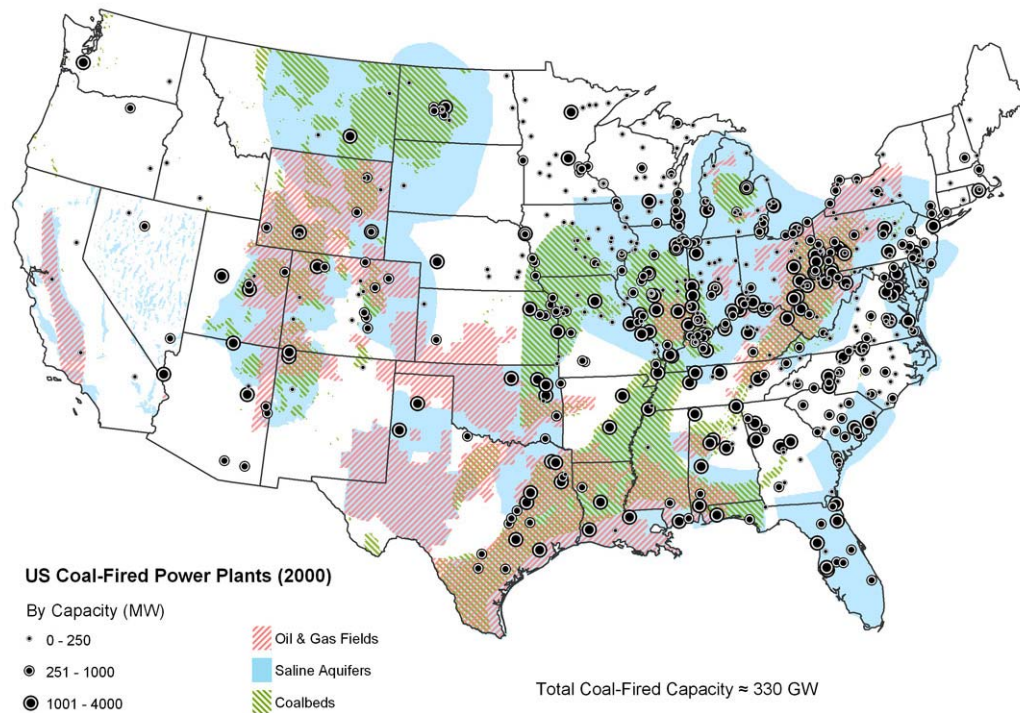 US Coal-Fired Power Plants (2000)
By Capacity (MW)
0 - 250
251 - 1000
1001 - 4000
Oil & Gas Fields
Saline Aquifers
Coalbeds
Total Coal-Fired Capacity ≈ 330 GW